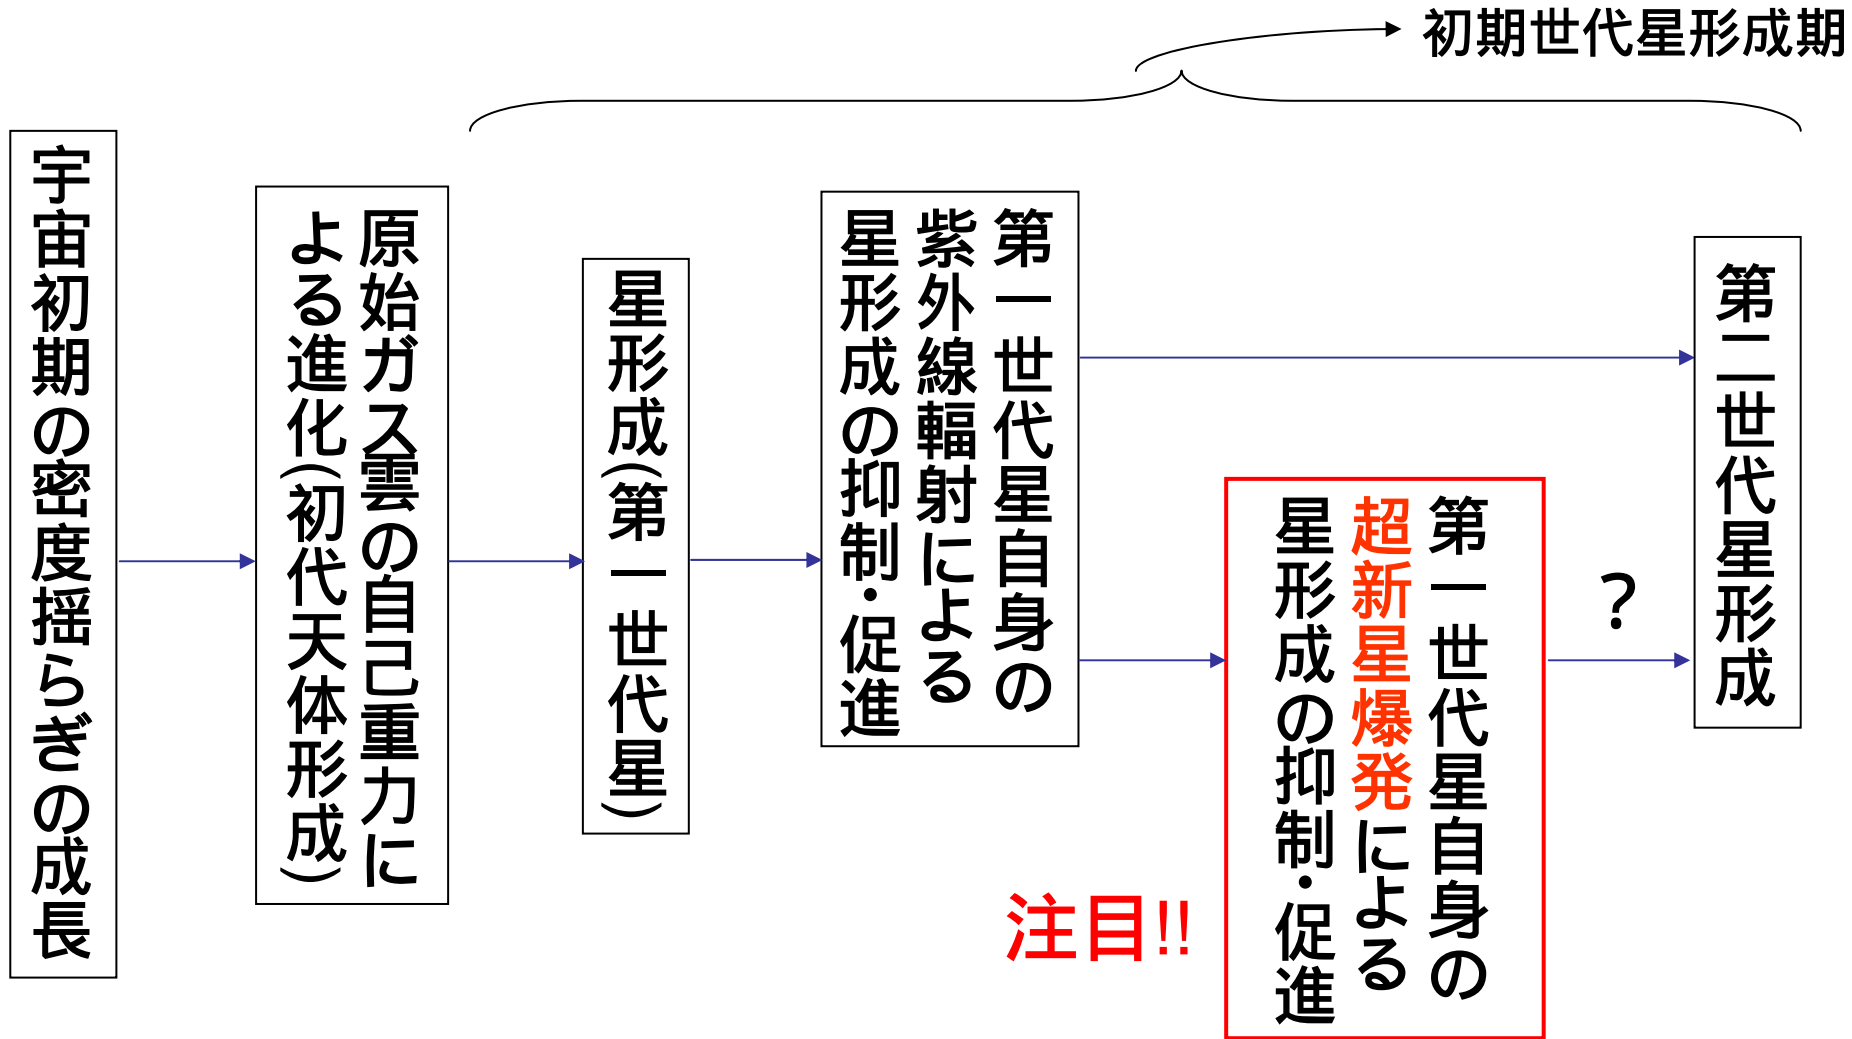 初期世代星形成期
宇宙初期の密度揺らぎの成長
原始ガス雲の自己重力に
よる進化(初代天体形成)
星形成(第一世代星)
第一世代星自身の
紫外線輻射による
星形成の抑制・促進
第一世代星自身の
超新星爆発による
星形成の抑制・促進
注目!!
?
第二世代星形成